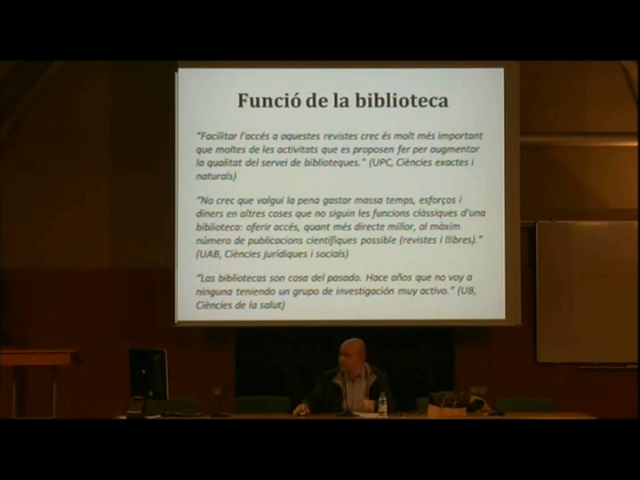 Funció de la biblioteca
"Facilitar l'accés a aquestes revistes crec és molt més important
que moltes de les activitats que es proposen fer per augmentar
la qualitat del servei de biblioteques." (UPC, Ciències exactes i
naturals)
"No crec que valgui la pena gastar massa temps, esforços i
diners en altres coses que no siguin les funcions clàssiques d'una
biblioteca: oferir accés, quant més directe millor, al màxim
número de publicacions científiques possible (revistes i llibres)."
(UAB, Ciències jurídiques i socials)
"Las bibliotecas son cosa del pasado. Hace años que no voy a
ninguna teniendo un grupo de investigación muy activo." (UB,
Ciències de la salut)